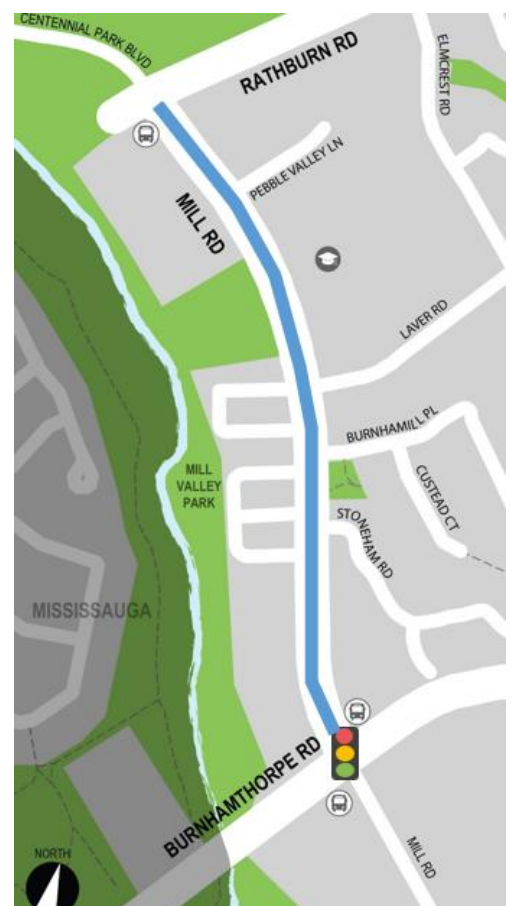 CENTENNIAL PARK BLVD
RATHBURN RD
ELMCREST RD
PEBBLE VALLEY LN
MILL RD
LAVER RD
BURNHAMILL PL
MILL
VALLEY
PARK
CUSTEAD CT
STONEHAM RD
MISSISSAUGA
BURNHAMTHORPE RD
MILL RD
NORTH